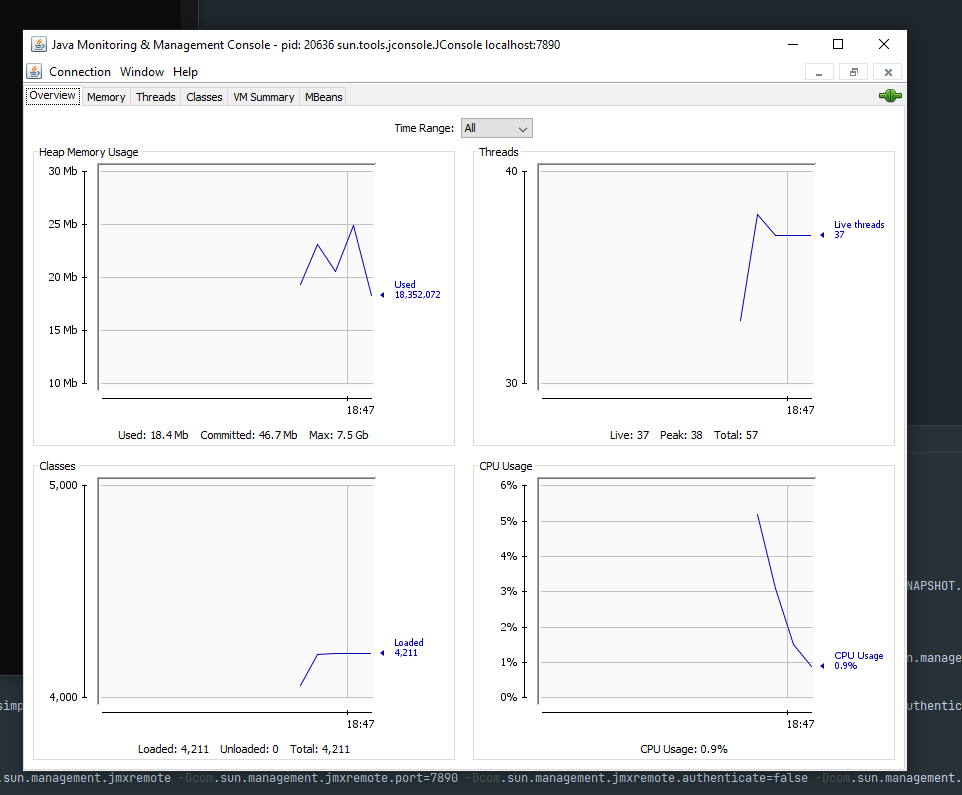 Java Monitoring & Management Console - pid: 20636 sun.tools.jconsole.JConsole localhost:7890
Connection Window Help
Overview Memory Threads Classes VM Summary MBeans
Time Range: All
Heap Memory Usage
30 Mb
25 Mb
20 Mb
15 Mb
10 Mb
Used
18,352,072
18:47
Used: 18.4 Mb Committed: 46.7 Mb Max: 7.5 Gb
Threads
40
30
Live threads
37
18:47
Live: 37 Peak: 38 Total: 57
Classes
5,000
4,000
Loaded
4,211
18:47
Loaded: 4,211 Unloaded: 0 Total: 4,211
CPU Usage
6%
5%
4%
3%
2%
1%
0%
CPU Usage
0.9%
18:47
CPU Usage: 0.9%
NAPSHOT.
n.manage
simp
uthentic
.sun.management.jmxremote -Dcom.sun.management.jmxremote.port=7890 -Dcom.sun.management.jmxremote.authenticate=false -Dcom.sun.management.